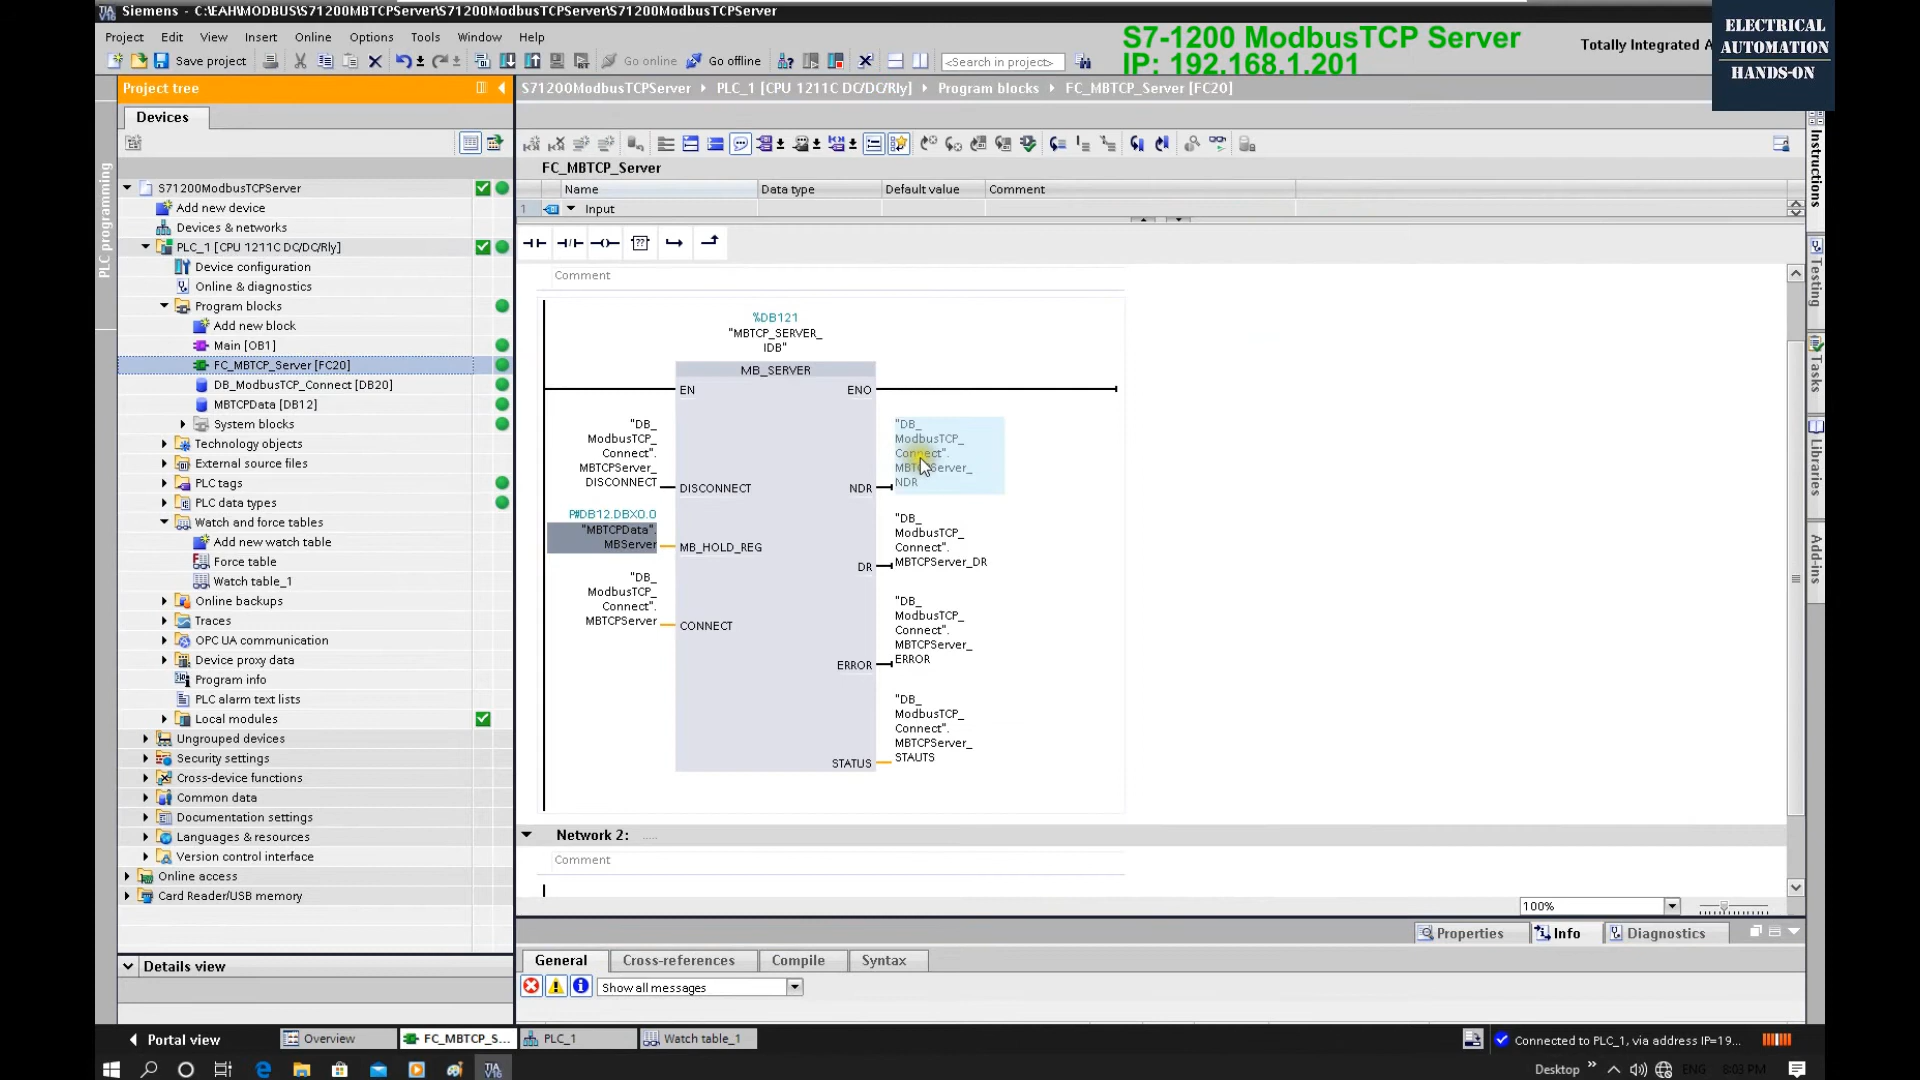 Siemens - C:\EAH\MODBUS\S71200MBTCPServer\S71200ModbusTCPServer\S71200ModbusTCPServer
Project Edit View Insert Online Options Tools Window Help
Save project
Go online
Go offline
<Search in project>
S7-1200 ModbusTCP Server
IP: 192.168.1.201
Totally Integrated A
ELECTRICAL
AUTOMATION
HANDS-ON
Project tree
S71200ModbusTCPServer
PLC_1 [CPU 1211C DC/DC/Rly]
Program blocks
FC_MBTCP_Server [FC20]
Devices
PLC programming
S71200ModbusTCPServer
Add new device
Devices & networks
PLC_1 [CPU 1211C DC/DC/Rly]
Device configuration
Online & diagnostics
Program blocks
Add new block
Main [OB1]
FC_MBTCP_Server [FC20]
DB_ModbusTCP_Connect [DB20]
MBTCPData [DB12]
System blocks
Technology objects
External source files
PLC tags
PLC data types
Watch and force tables
Add new watch table
Force table
Watch table_1
Online backups
Traces
OPC UA communication
Device proxy data
Program info
PLC alarm text lists
Local modules
Ungrouped devices
Security settings
Cross-device functions
Common data
Documentation settings
Languages & resources
Version control interface
Online access
Card Reader/USB memory
Details view
FC_MBTCP_Server
Name Data type Default value Comment
1 Input
??
Comment
%DB121
"MBTCP_SERVER_
IDB"
MB_SERVER
EN
ENO
"DB_
ModbusTCP_
Connect".
MBTCPServer_
DISCONNECT
DISCONNECT
P#DB12.DBX0.0
"MBTCPData".
MBServer
MB_HOLD_REG
"DB_
ModbusTCP_
Connect".
MBTCPServer
CONNECT
"DB_
ModbusTCP_
Connect".
MBTCPServer_
NDR
NDR
"DB_
ModbusTCP_
Connect".
MBTCPServer_DR
DR
"DB_
ModbusTCP_
Connect".
MBTCPServer_
ERROR
ERROR
"DB_
ModbusTCP_
Connect".
MBTCPServer_
STAUTS
STATUS
Network 2: .....
Comment
100%
Properties
Info
Diagnostics
General
Cross-references
Compile
Syntax
Show all messages
Instructions
Testing
Tasks
Libraries
Add-ins
Portal view
Overview
FC_MBTCP_S...
PLC_1
Watch table_1
Connected to PLC_1, via address IP=19...
Desktop
ENG
8:03 PM